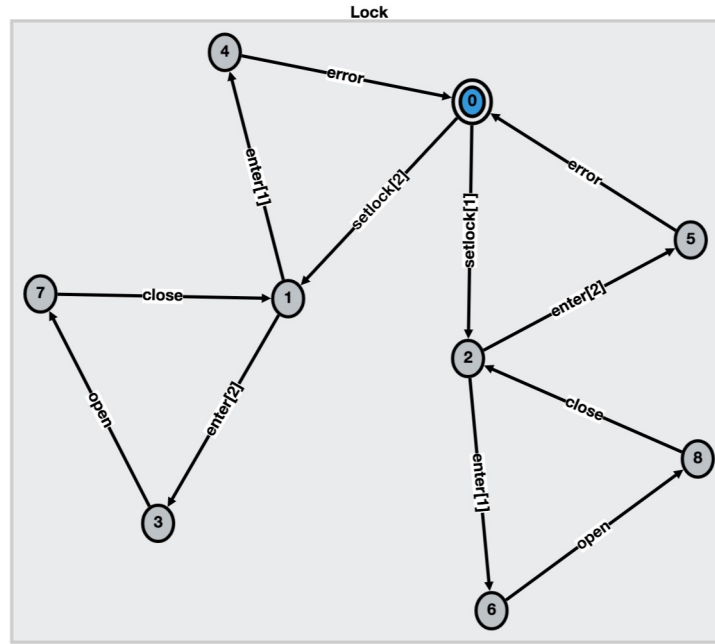 Lock
4
error
0
enter[1]
setlock[2]
setlock[1]
error
5
7
close
1
enter[2]
2
open
enter[2]
close
8
enter[1]
3
open
6